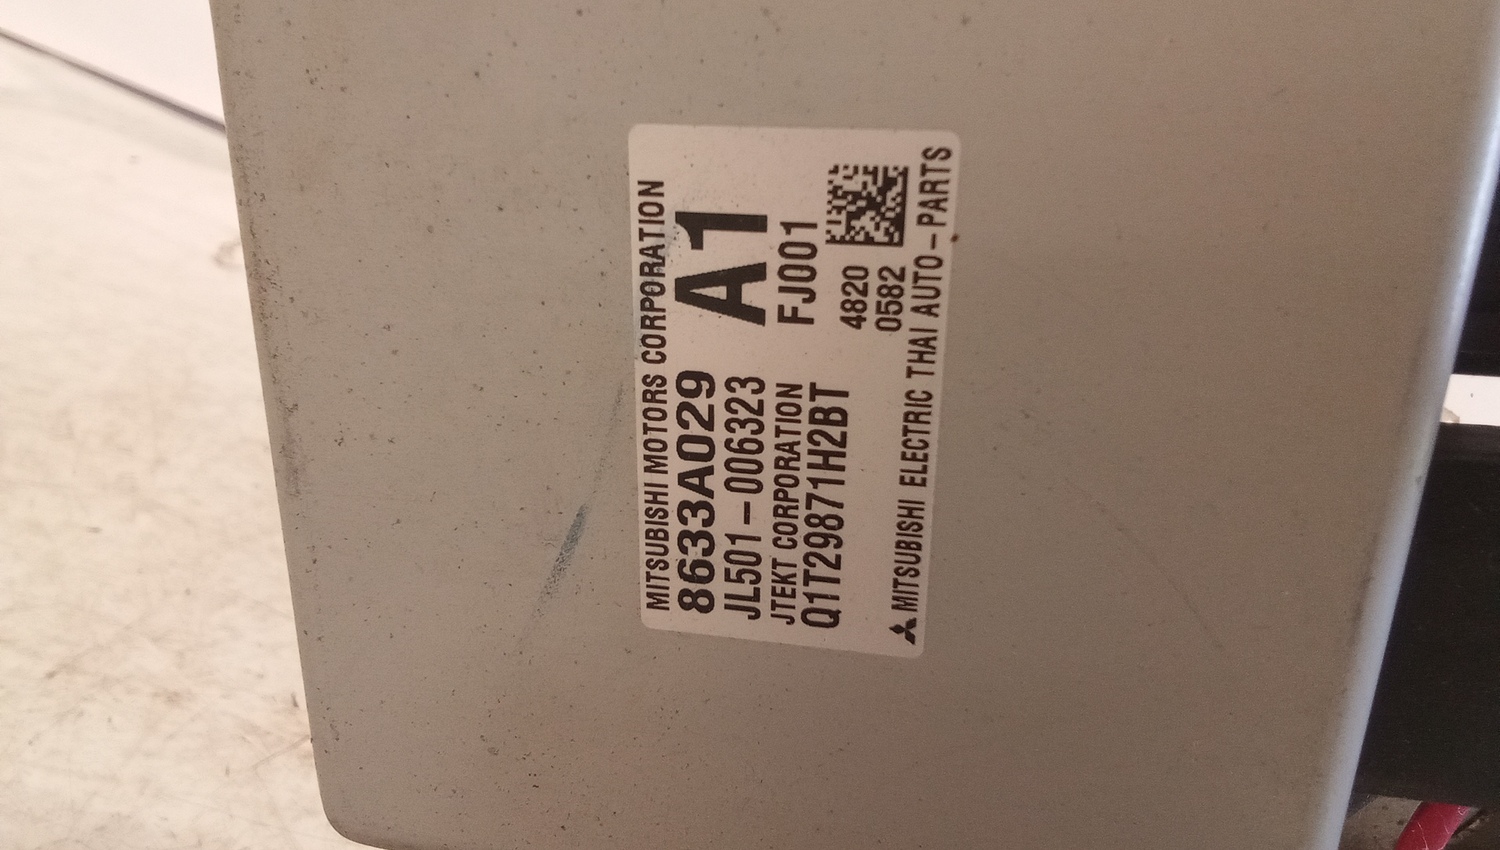 MITSUBISHI MOTORS CORPORATION
8633A029 A1
JL501-006323
JTEKT CORPORATION FJ001
Q1T29871H2BT
4820
0582
MITSUBISHI ELECTRIC THAI AUTO-PARTS